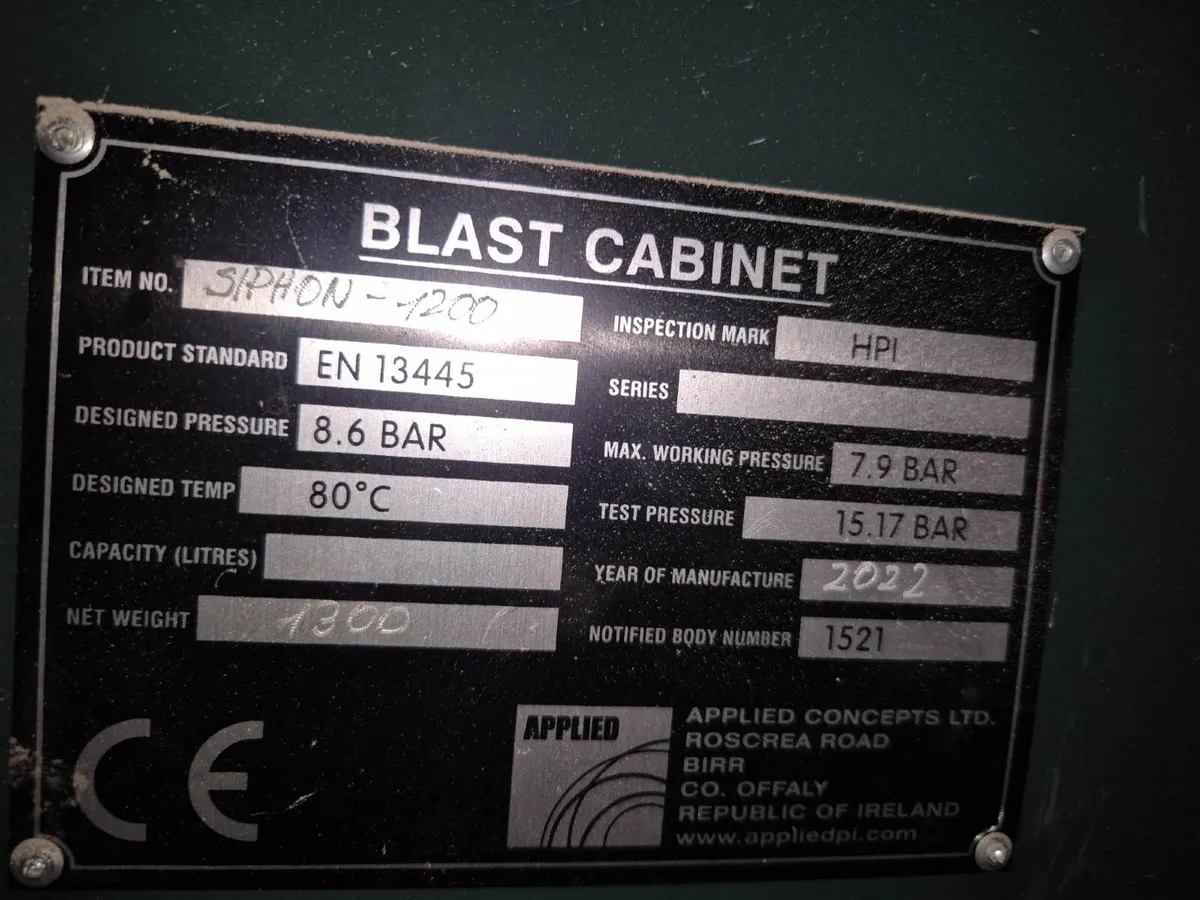 BLAST CABINET
ITEM NO. SIPHON-1200
PRODUCT STANDARD EN 13445
DESIGNED PRESSURE 8.6 BAR
DESIGNED TEMP 80°C
CAPACITY (LITRES)
NET WEIGHT 1300
INSPECTION MARK HPI
SERIES
MAX. WORKING PRESSURE 7.9 BAR
TEST PRESSURE 15.17 BAR
YEAR OF MANUFACTURE 2022
NOTIFIED BODY NUMBER 1521
CE
APPLIED
APPLIED CONCEPTS LTD.
ROSCREA ROAD
BIRR
CO. OFFALY
REPUBLIC OF IRELAND
www.appliedpi.com